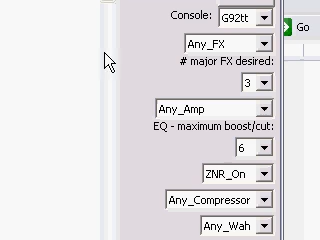 Console: G92tt
Go
Any_FX
# major FX desired:
3
Any_Amp
EQ - maximum boost/cut:
6
ZNR_On
Any_Compressor
Any_Wah